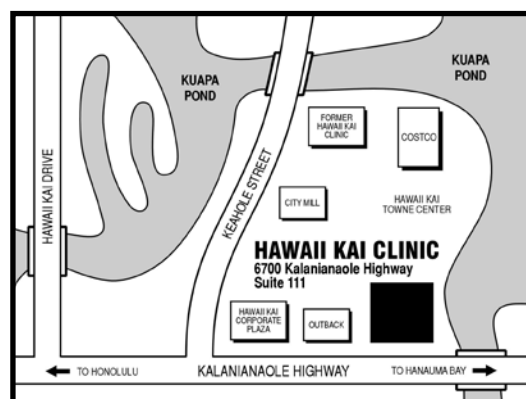 KUAPA
POND
KUAPA
POND
FORMER
HAWAII KAI
CLINIC
COSTCO
HAWAII KAI DRIVE
KEAHOLE STREET
CITY MILL
HAWAII KAI
TOWNE CENTER
HAWAII KAI CLINIC
6700 Kalanianaole Highway
Suite 111
HAWAII KAI
CORPORATE
PLAZA
OUTBACK
TO HONOLULU
KALANIANAOLE HIGHWAY
TO HANAUMA BAY